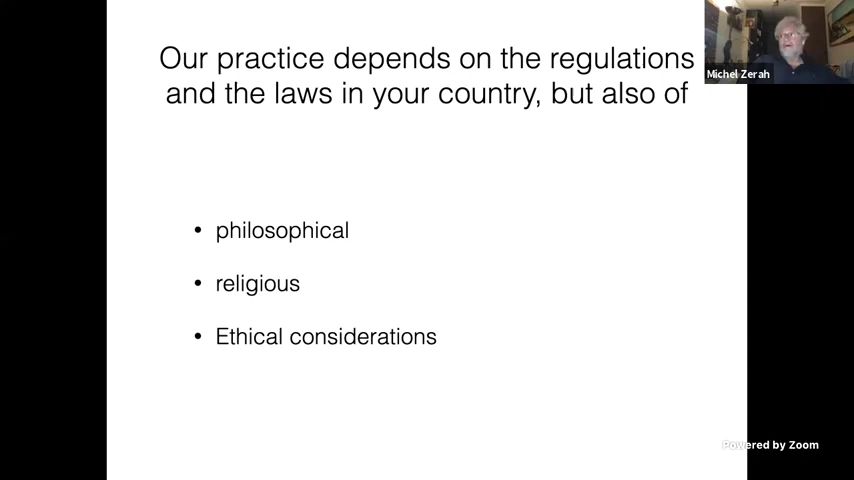 Our practice depends on the regulations
and the laws in your country, but also of
Michel Zerah
• philosophical
• religious
• Ethical considerations
Powered by Zoom